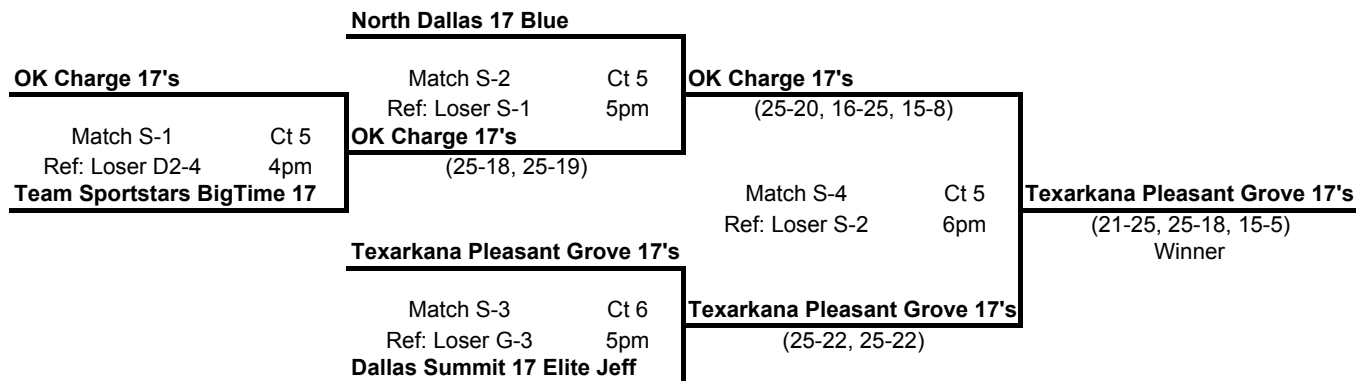 North Dallas 17 Blue
OK Charge 17's
Match S-2 Ct 5
OK Charge 17's
Ref: Loser S-1 5pm
(25-20, 16-25, 15-8)
Match S-1 Ct 5
OK Charge 17's
Ref: Loser D2-4 4pm
(25-18, 25-19)
Team Sportstars BigTime 17
Match S-4 Ct 5
Texarkana Pleasant Grove 17's
Ref: Loser S-2 6pm
(21-25, 25-18, 15-5)
Texarkana Pleasant Grove 17's
Winner
Match S-3 Ct 6
Texarkana Pleasant Grove 17's
Ref: Loser G-3 5pm
(25-22, 25-22)
Dallas Summit 17 Elite Jeff